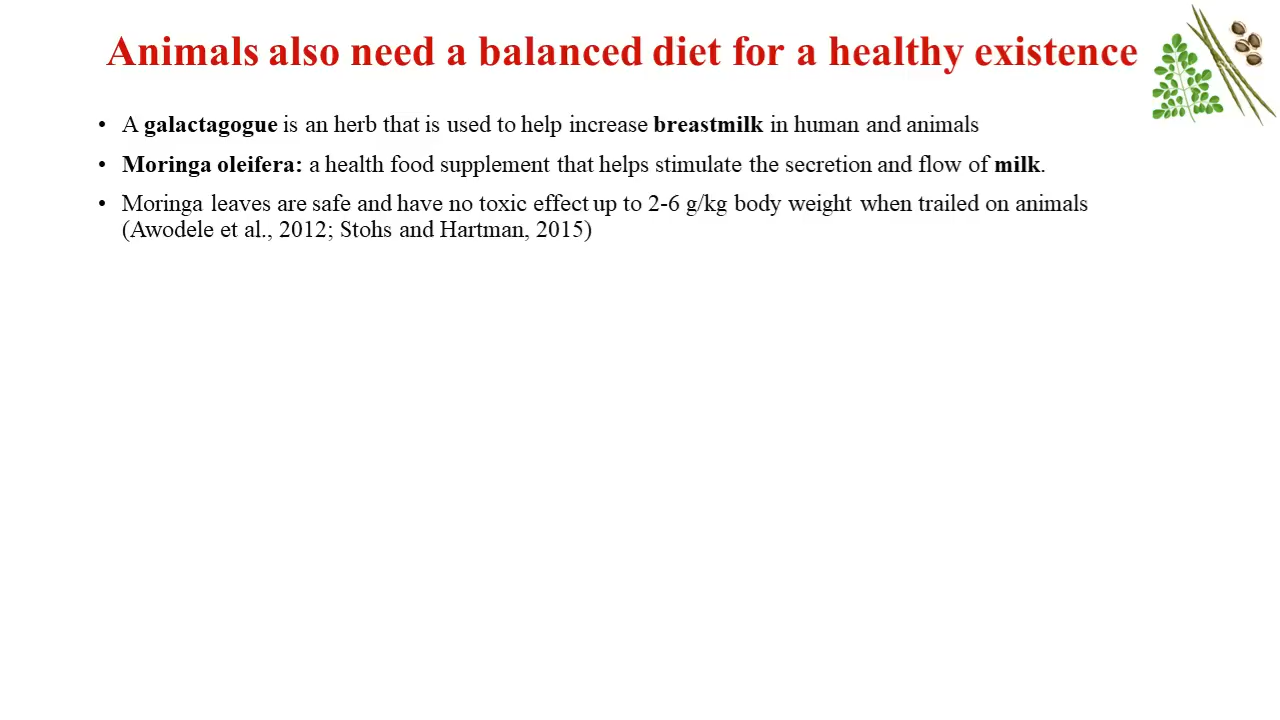 Animals also need a balanced diet for a healthy existence
• A galactagogue is an herb that is used to help increase breastmilk in human and animals
• Moringa oleifera: a health food supplement that helps stimulate the secretion and flow of milk.
• Moringa leaves are safe and have no toxic effect up to 2-6 g/kg body weight when trailed on animals
(Awodele et al., 2012; Stohs and Hartman, 2015)